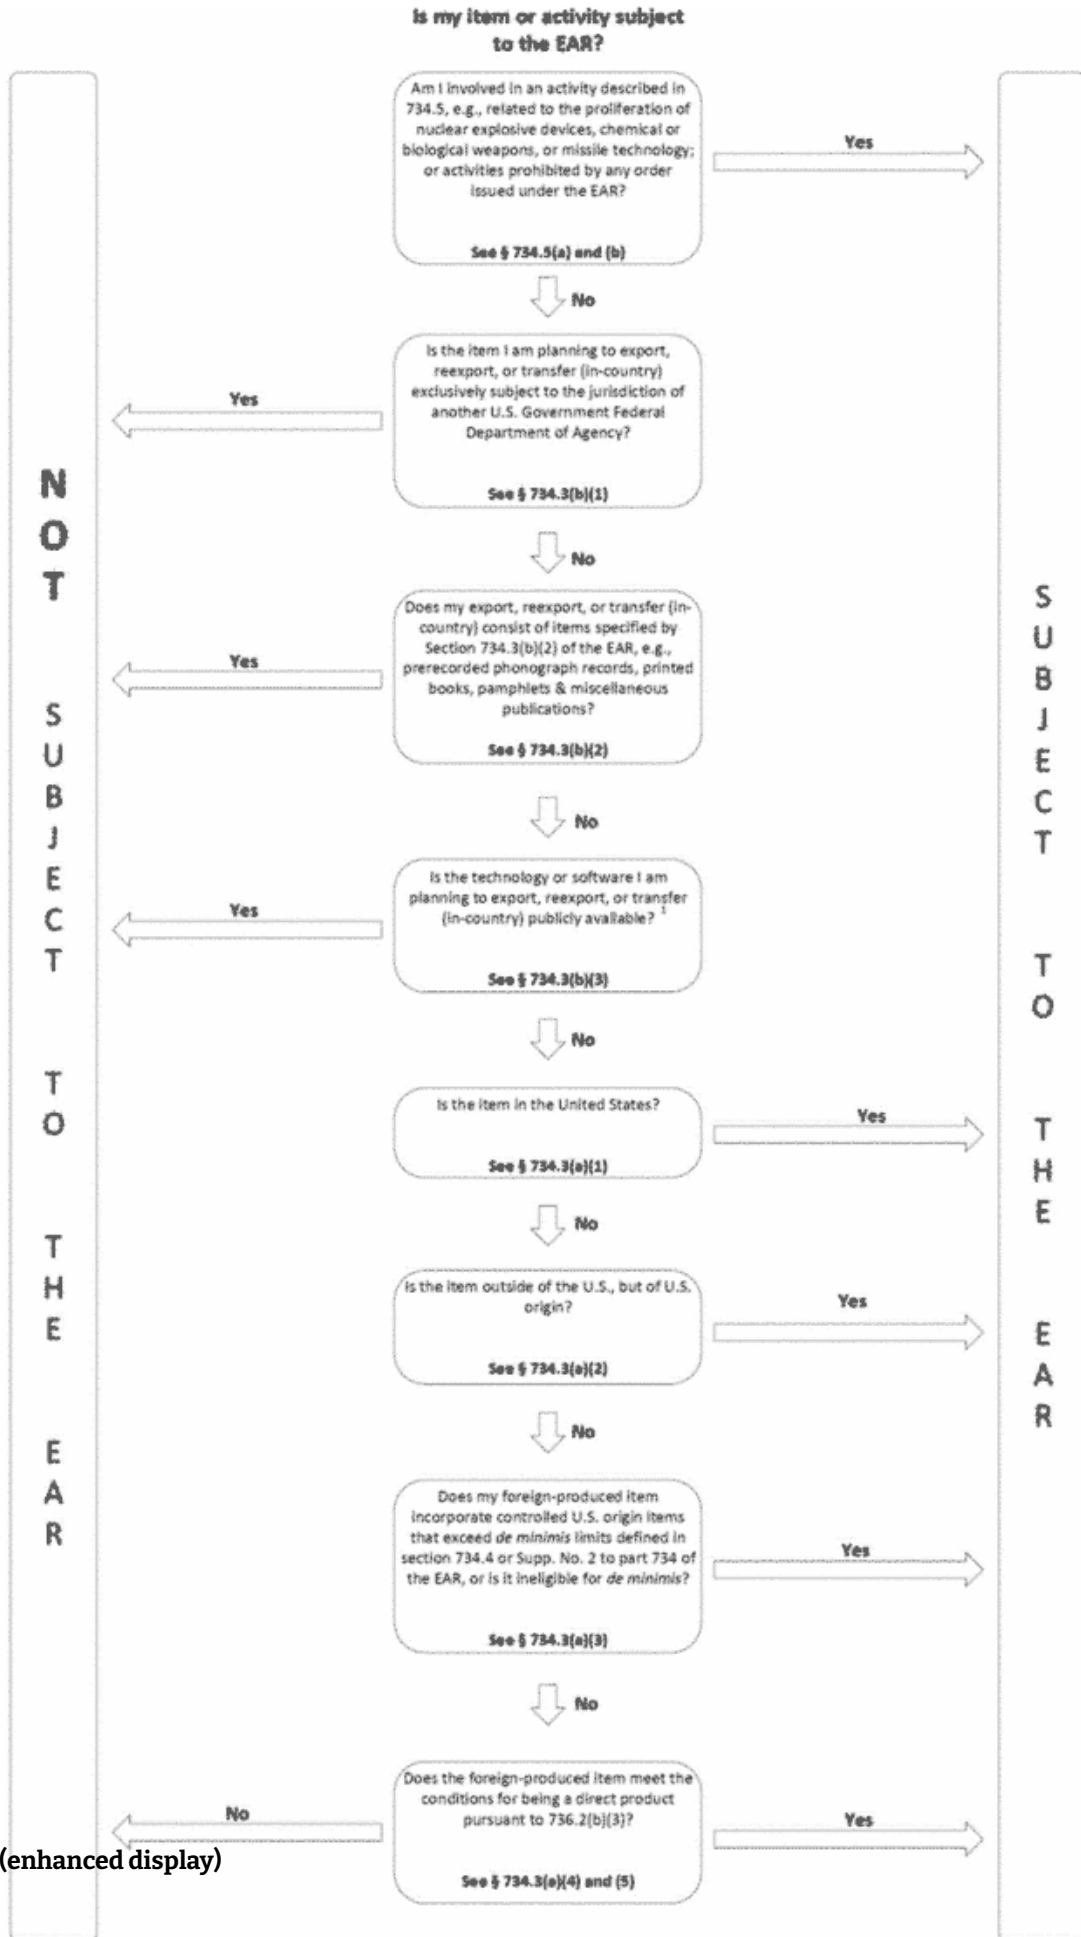 Is my item or activity subject
to the EAR?
Am I involved in an activity described in
734.5, e.g., related to the proliferation of
nuclear explosive devices, chemical or
biological weapons, or missile technology;
or activities prohibited by any order
issued under the EAR?
See § 734.5(a) and (b)
Yes
No
Is the item I am planning to export,
reexport, or transfer (in-country)
exclusively subject to the jurisdiction of
another U.S. Government Federal
Department of Agency?
See § 734.3(b)(1)
Yes
No
Does my export, reexport, or transfer (in-
country) consist of items specified by
Section 734.3(b)(2) of the EAR, e.g.,
prerecorded phonograph records, printed
books, pamphlets & miscellaneous
publications?
See § 734.3(b)(2)
Yes
No
Is the technology or software I am
planning to export, reexport, or transfer
(in-country) publicly available? 1
See § 734.3(b)(3)
Yes
No
Is the item in the United States?
See § 734.3(a)(1)
Yes
No
Is the item outside of the U.S., but of U.S.
origin?
See § 734.3(a)(2)
Yes
No
Does my foreign-produced item
incorporate controlled U.S. origin items
that exceed de minimis limits defined in
section 734.4 or Supp. No. 2 to part 734 of
the EAR, or is it ineligible for de minimis?
See § 734.3(a)(3)
Yes
No
Does the foreign-produced item meet the
conditions for being a direct product
pursuant to 736.2(b)(3)?
See § 734.3(a)(4) and (5)
No
Yes
NOT SUBJECT TO THE EAR
SUBJECT TO THE EAR
(enhanced display)